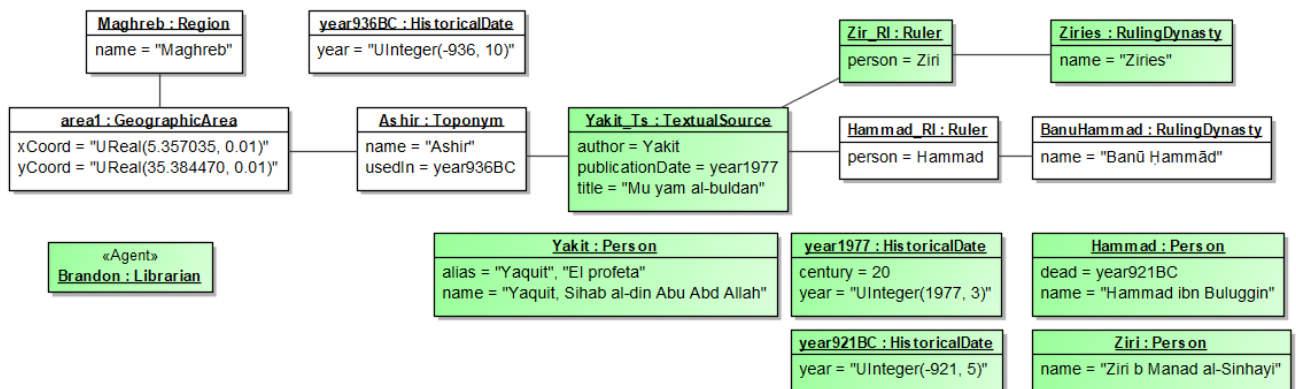 Maghreb : Region
name = "Maghreb"
year936BC : HistoricalDate
year = "UInteger(-936, 10)"
Zir_Rl : Ruler
person = Ziri
Ziries : RulingDynasty
name = "Ziries"
area1 : GeographicArea
xCoord = "UReal(5.357035, 0.01)"
yCoord = "UReal(35.384470, 0.01)"
Ashir : Toponym
name = "Ashir"
usedIn = year936BC
Yakit_Ts : TextualSource
author = Yakit
publicationDate = year1977
title = "Mu yam al-buldan"
Hammad_Rl : Ruler
person = Hammad
BanuHammad : RulingDynasty
name = "Banū Ḥammād"
«Agent»
Brandon : Librarian
Yakit : Person
alias = "Yaquit", "El profeta"
name = "Yaquit, Sihab al-din Abu Abd Allah"
year1977 : HistoricalDate
century = 20
year = "UInteger(1977, 3)"
Hammad : Person
dead = year921BC
name = "Hammad ibn Buluggin"
year921BC : HistoricalDate
year = "UInteger(-921, 5)"
Ziri : Person
name = "Ziri b Manad al-Sinhayi"